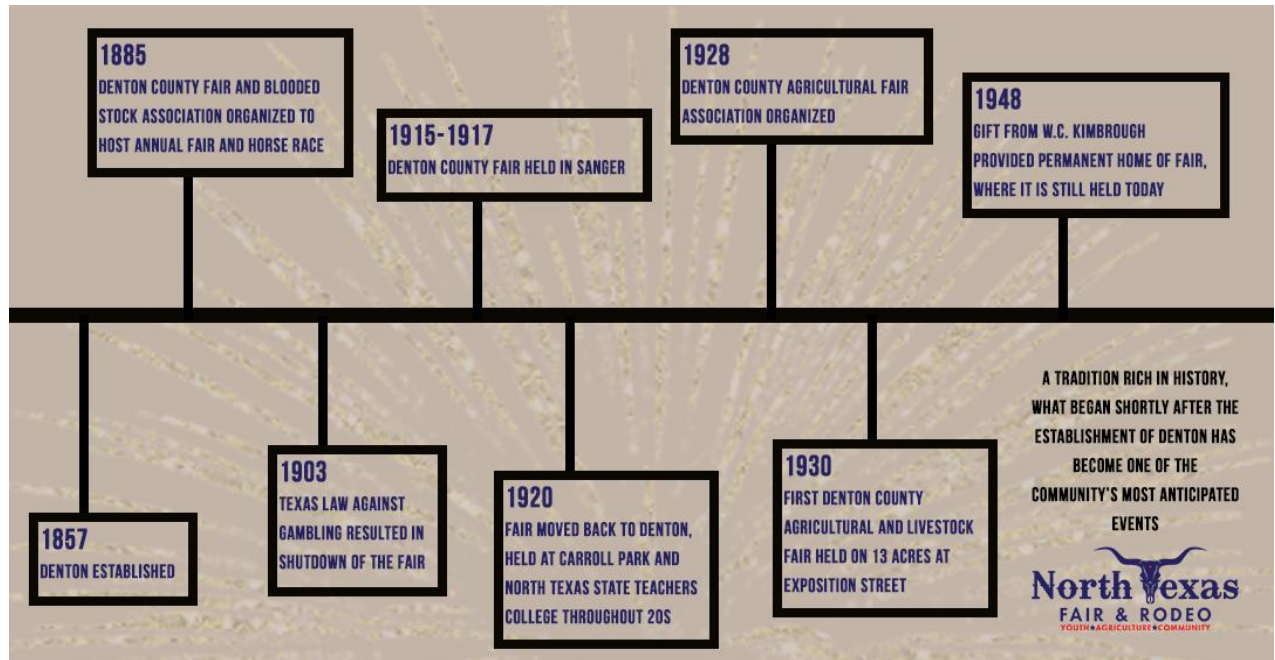 1885
DENTON COUNTY FAIR AND BLOODED
STOCK ASSOCIATION ORGANIZED TO
HOST ANNUAL FAIR AND HORSE RACE
1915-1917
DENTON COUNTY FAIR HELD IN SANGER
1928
DENTON COUNTY AGRICULTURAL FAIR
ASSOCIATION ORGANIZED
1948
GIFT FROM W.C. KIMBROUGH
PROVIDED PERMANENT HOME OF FAIR,
WHERE IT IS STILL HELD TODAY
1857
DENTON ESTABLISHED
1903
TEXAS LAW AGAINST
GAMBLING RESULTED IN
SHUTDOWN OF THE FAIR
1920
FAIR MOVED BACK TO DENTON,
HELD AT CARROLL PARK AND
NORTH TEXAS STATE TEACHERS
COLLEGE THROUGHOUT 20S
1930
FIRST DENTON COUNTY
AGRICULTURAL AND LIVESTOCK
FAIR HELD ON 13 ACRES AT
EXPOSITION STREET
A TRADITION RICH IN HISTORY,
WHAT BEGAN SHORTLY AFTER THE
ESTABLISHMENT OF DENTON HAS
BECOME ONE OF THE
COMMUNITY'S MOST ANTICIPATED
EVENTS
North Texas
FAIR & RODEO
YOUTH★AGRICULTURE★COMMUNITY